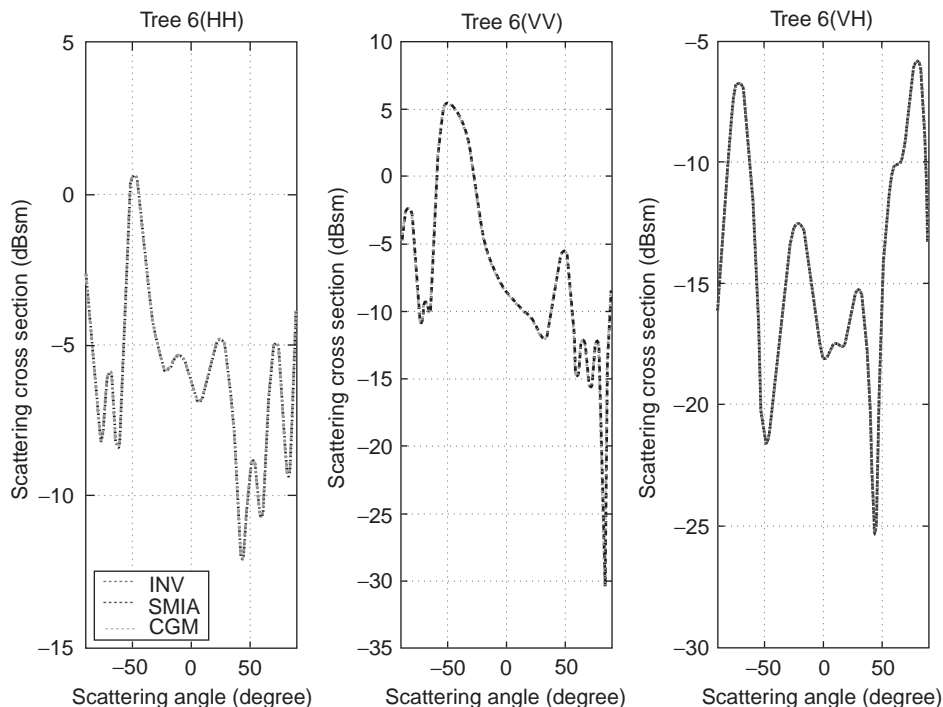 Tree 6(HH)
5
0
−5
−10
−15
Scattering cross section (dBsm)
−50
0
50
Scattering angle (degree)
INV
SMIA
CGM
Tree 6(VV)
10
5
0
−5
−10
−15
−20
−25
−30
−35
Scattering cross section (dBsm)
−50
0
50
Scattering angle (degree)
Tree 6(VH)
−5
−10
−15
−20
−25
−30
Scattering cross section (dBsm)
−50
0
50
Scattering angle (degree)